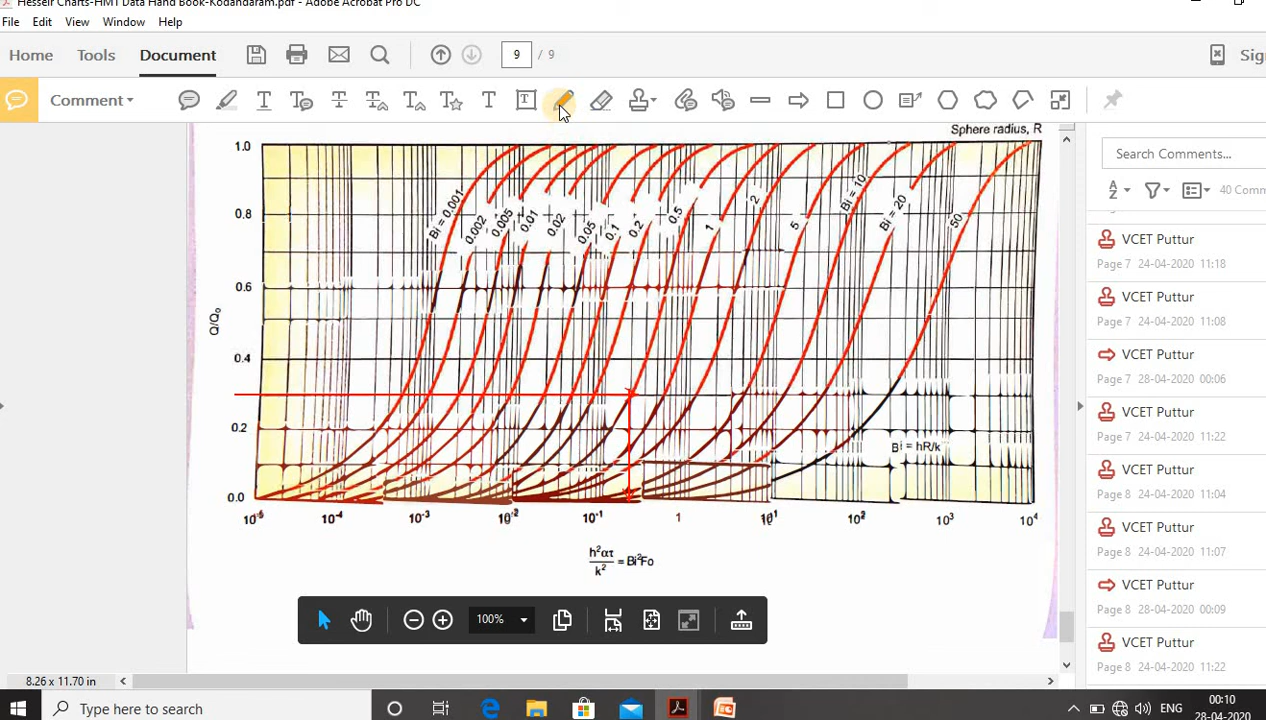 Hesselr Charts-HMT Data Hand Book-Kodandaram.pdf - Adobe Acrobat Pro DC
File Edit View Window Help
Home Tools Document 9 / 9 Sig
Comment
Search Comments...
40 Comm
VCET Puttur
Page 7 24-04-2020 11:18
VCET Puttur
Page 7 24-04-2020 11:08
VCET Puttur
Page 7 28-04-2020 00:06
VCET Puttur
Page 7 24-04-2020 11:22
VCET Puttur
Page 8 24-04-2020 11:04
VCET Puttur
Page 8 24-04-2020 11:07
VCET Puttur
Page 8 28-04-2020 00:09
VCET Puttur
Page 8 24-04-2020 11:22
Sphere radius, R
1.0
0.8
0.6
0.4
0.2
0.0
Q/Q₀
Bi = 0.001
0.002
0.005
0.01
0.02
0.05
0.1
0.2
0.5
1
2
5
Bi = 10
Bi = 20
50
Bi = hR/k
10⁻⁵ 10⁻⁴ 10⁻³ 10⁻² 10⁻¹ 1 10¹ 10² 10³ 10⁴
h²ατ
k² = Bi²Fo
100%
8.26 x 11.70 in
Type here to search
ENG
00:10
28-04-2020